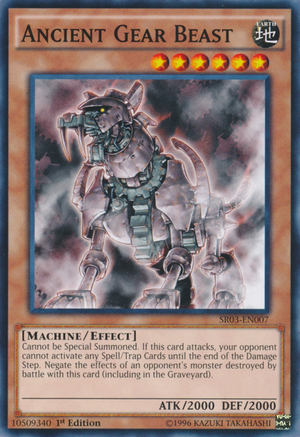 ANCIENT GEAR BEAST
EARTH
地
SR03-EN007
[MACHINE/EFFECT]
Cannot be Special Summoned. If this card attacks, your opponent
cannot activate any Spell/Trap Cards until the end of the Damage
Step. Negate the effects of an opponent's monster destroyed by
battle with this card (including in the Graveyard).
ATK/2000 DEF/2000
10509340 1st Edition ©1996 KAZUKI TAKAHASHI